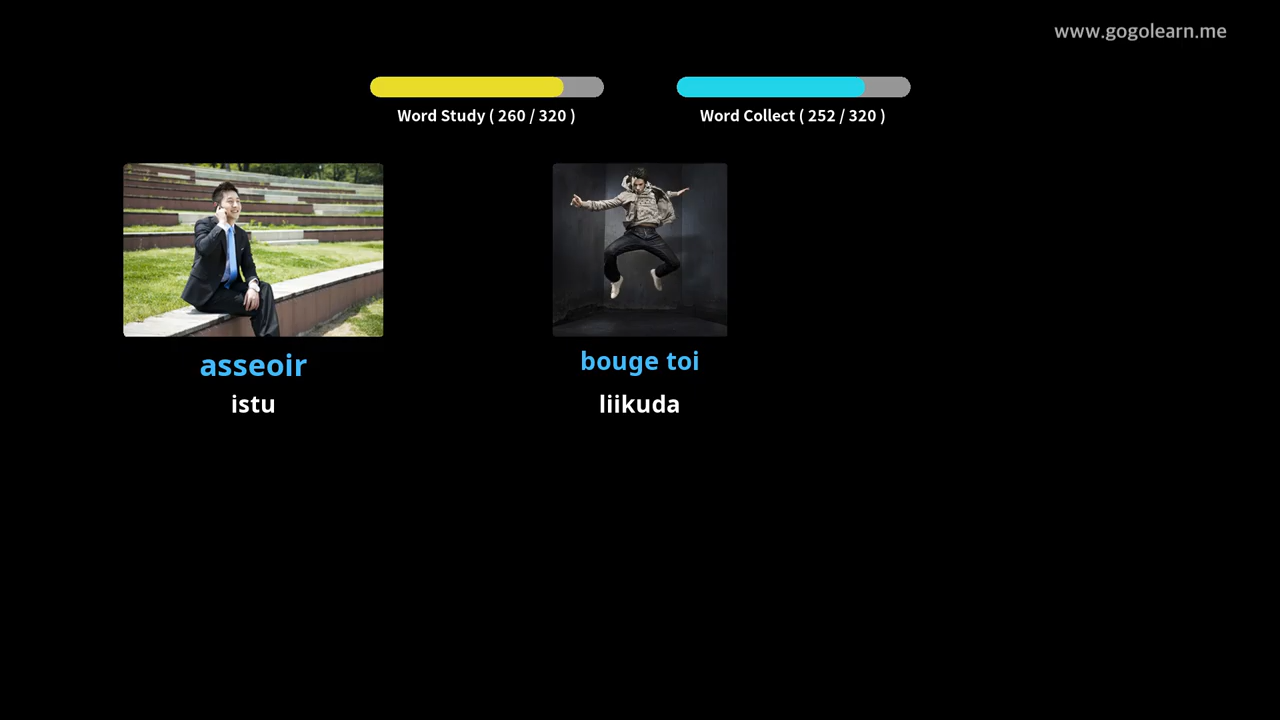 www.gogolearn.me
Word Study ( 260 / 320 )
Word Collect ( 252 / 320 )
asseoir
istu
bouge toi
liikuda